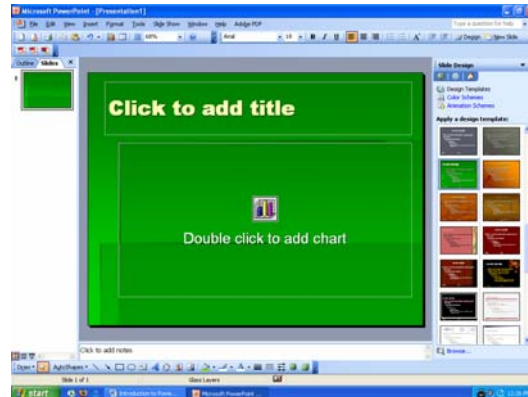 Microsoft PowerPoint - [Presentation1]
File Edit View Insert Format Tools Slide Show Window Help Adobe PDF
Type a question for help
68%
Arial
18
B I U S
Design
New Slide
Outline
Slides
Slide Design
Design Templates
Color Schemes
Animation Schemes
Apply a design template:
Click to add title
Double click to add chart
Click to add notes
Browse...
Draw
AutoShapes
Slide 1 of 1
Glass Layers
start
Introduction to Powe...
Microsoft PowerPoint ...